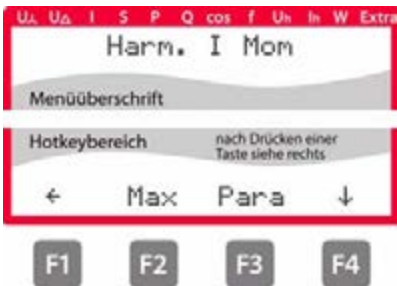 Uʎ U△ I S P Q cos f Uh Ih W Extra
Harm. I Mom
Menüüberschrift
Hotkeybereich
nach Drücken einer
Taste siehe rechts
← Max Para ↓
F1 F2 F3 F4